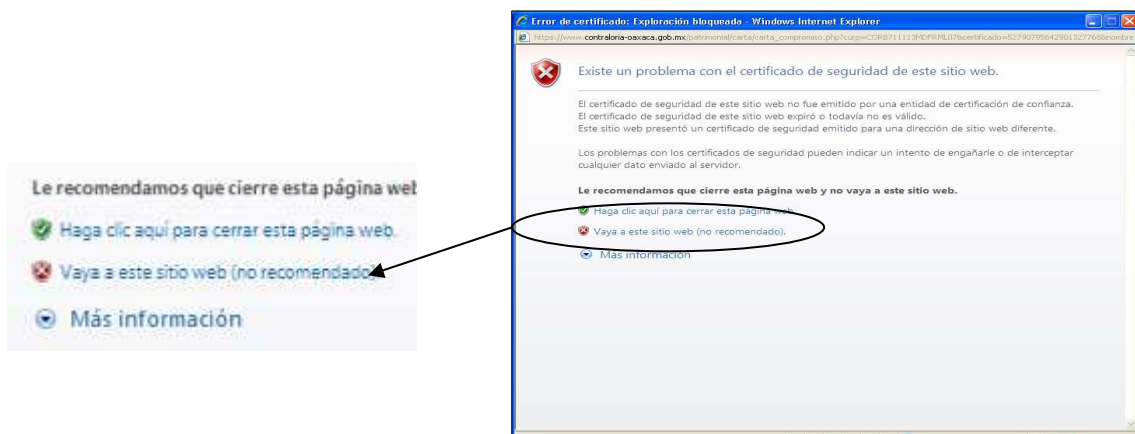 Error de certificado: Exploración bloqueada - Windows Internet Explorer
Existe un problema con el certificado de seguridad de este sitio web.
El certificado de seguridad de este sitio web no fue emitido por una entidad de certificación de confianza.
El certificado de seguridad de este sitio web expiró o todavía no es válido.
Este sitio web presentó un certificado de seguridad emitido para una dirección de sitio web diferente.
Los problemas con los certificados de seguridad pueden indicar un intento de engañarle o de interceptar
cualquier dato enviado al servidor.
Le recomendamos que cierre esta página web y no vaya a este sitio web.
Haga clic aquí para cerrar esta página web.
Vaya a este sitio web (no recomendado).
Más información
Le recomendamos que cierre esta página web
Haga clic aquí para cerrar esta página web.
Vaya a este sitio web (no recomendado)
Más información